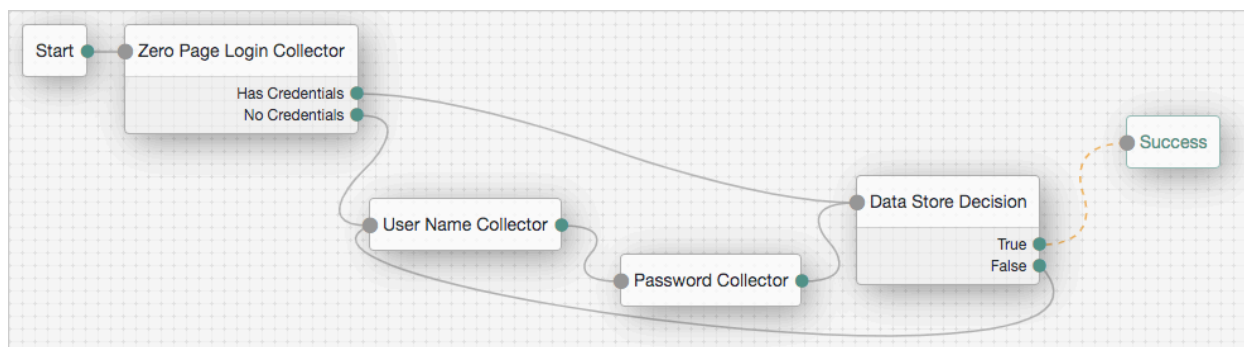 Start
Zero Page Login Collector
Has Credentials
No Credentials
User Name Collector
Password Collector
Data Store Decision
True
False
Success